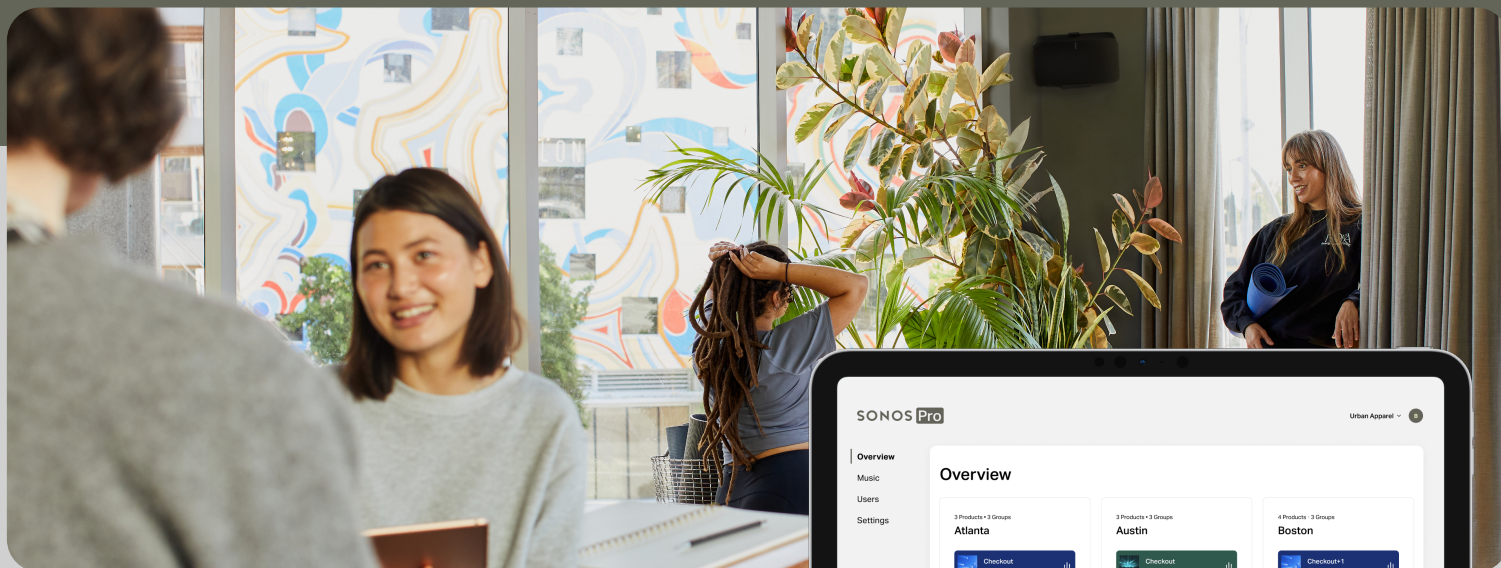 SONOS Pro
Urban Apparel
B
Overview
Music
Users
Settings
Overview
3 Products • 3 Groups
Atlanta
Checkout
3 Products • 3 Groups
Austin
Checkout
4 Products · 3 Groups
Boston
Checkout+1